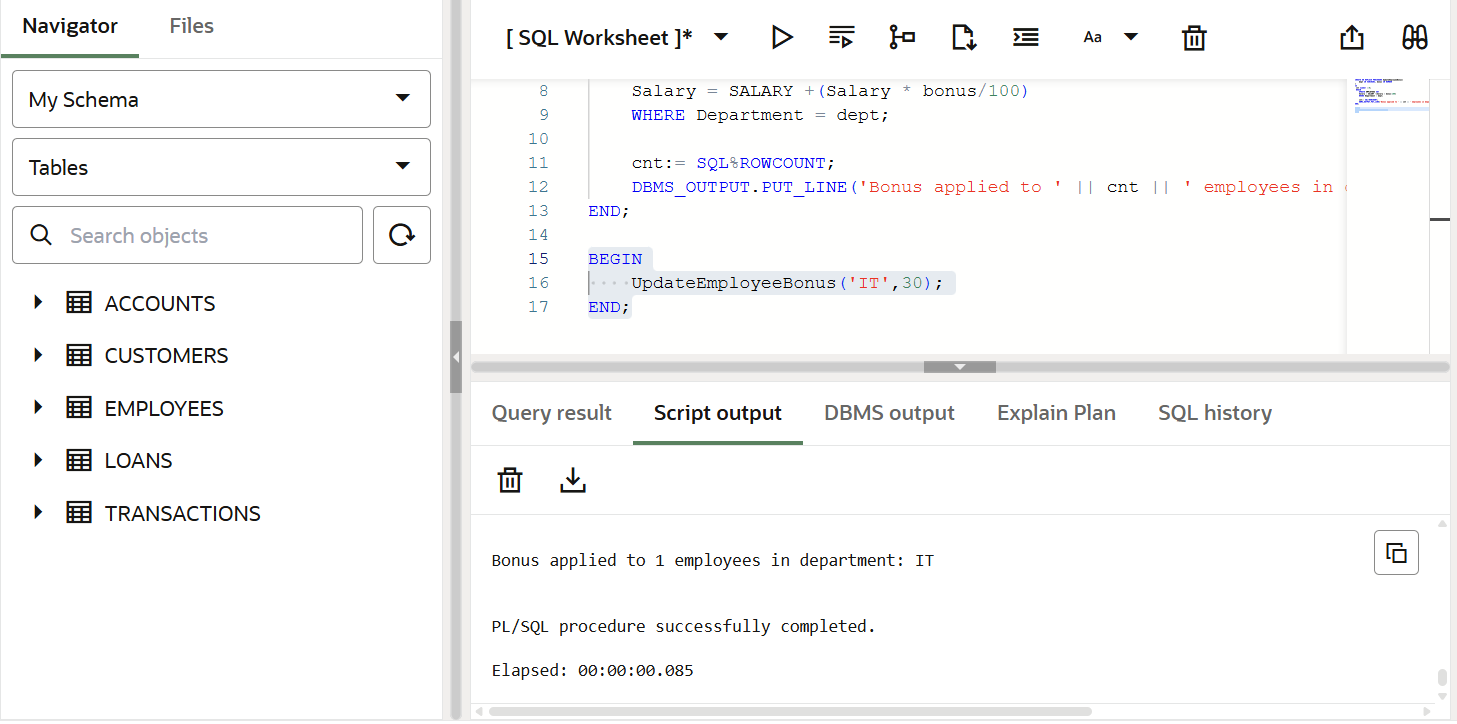 Navigator Files
My Schema
Tables
Search objects
ACCOUNTS
CUSTOMERS
EMPLOYEES
LOANS
TRANSACTIONS
[ SQL Worksheet ]*
Aa
8 Salary = SALARY +(Salary * bonus/100)
9 WHERE Department = dept;
10
11 cnt:= SQL%ROWCOUNT;
12 DBMS_OUTPUT.PUT_LINE('Bonus applied to ' || cnt || ' employees in
13 END;
14
15 BEGIN
16 ····UpdateEmployeeBonus('IT',30);
17 END;
Query result Script output DBMS output Explain Plan SQL history
Bonus applied to 1 employees in department: IT
PL/SQL procedure successfully completed.
Elapsed: 00:00:00.085